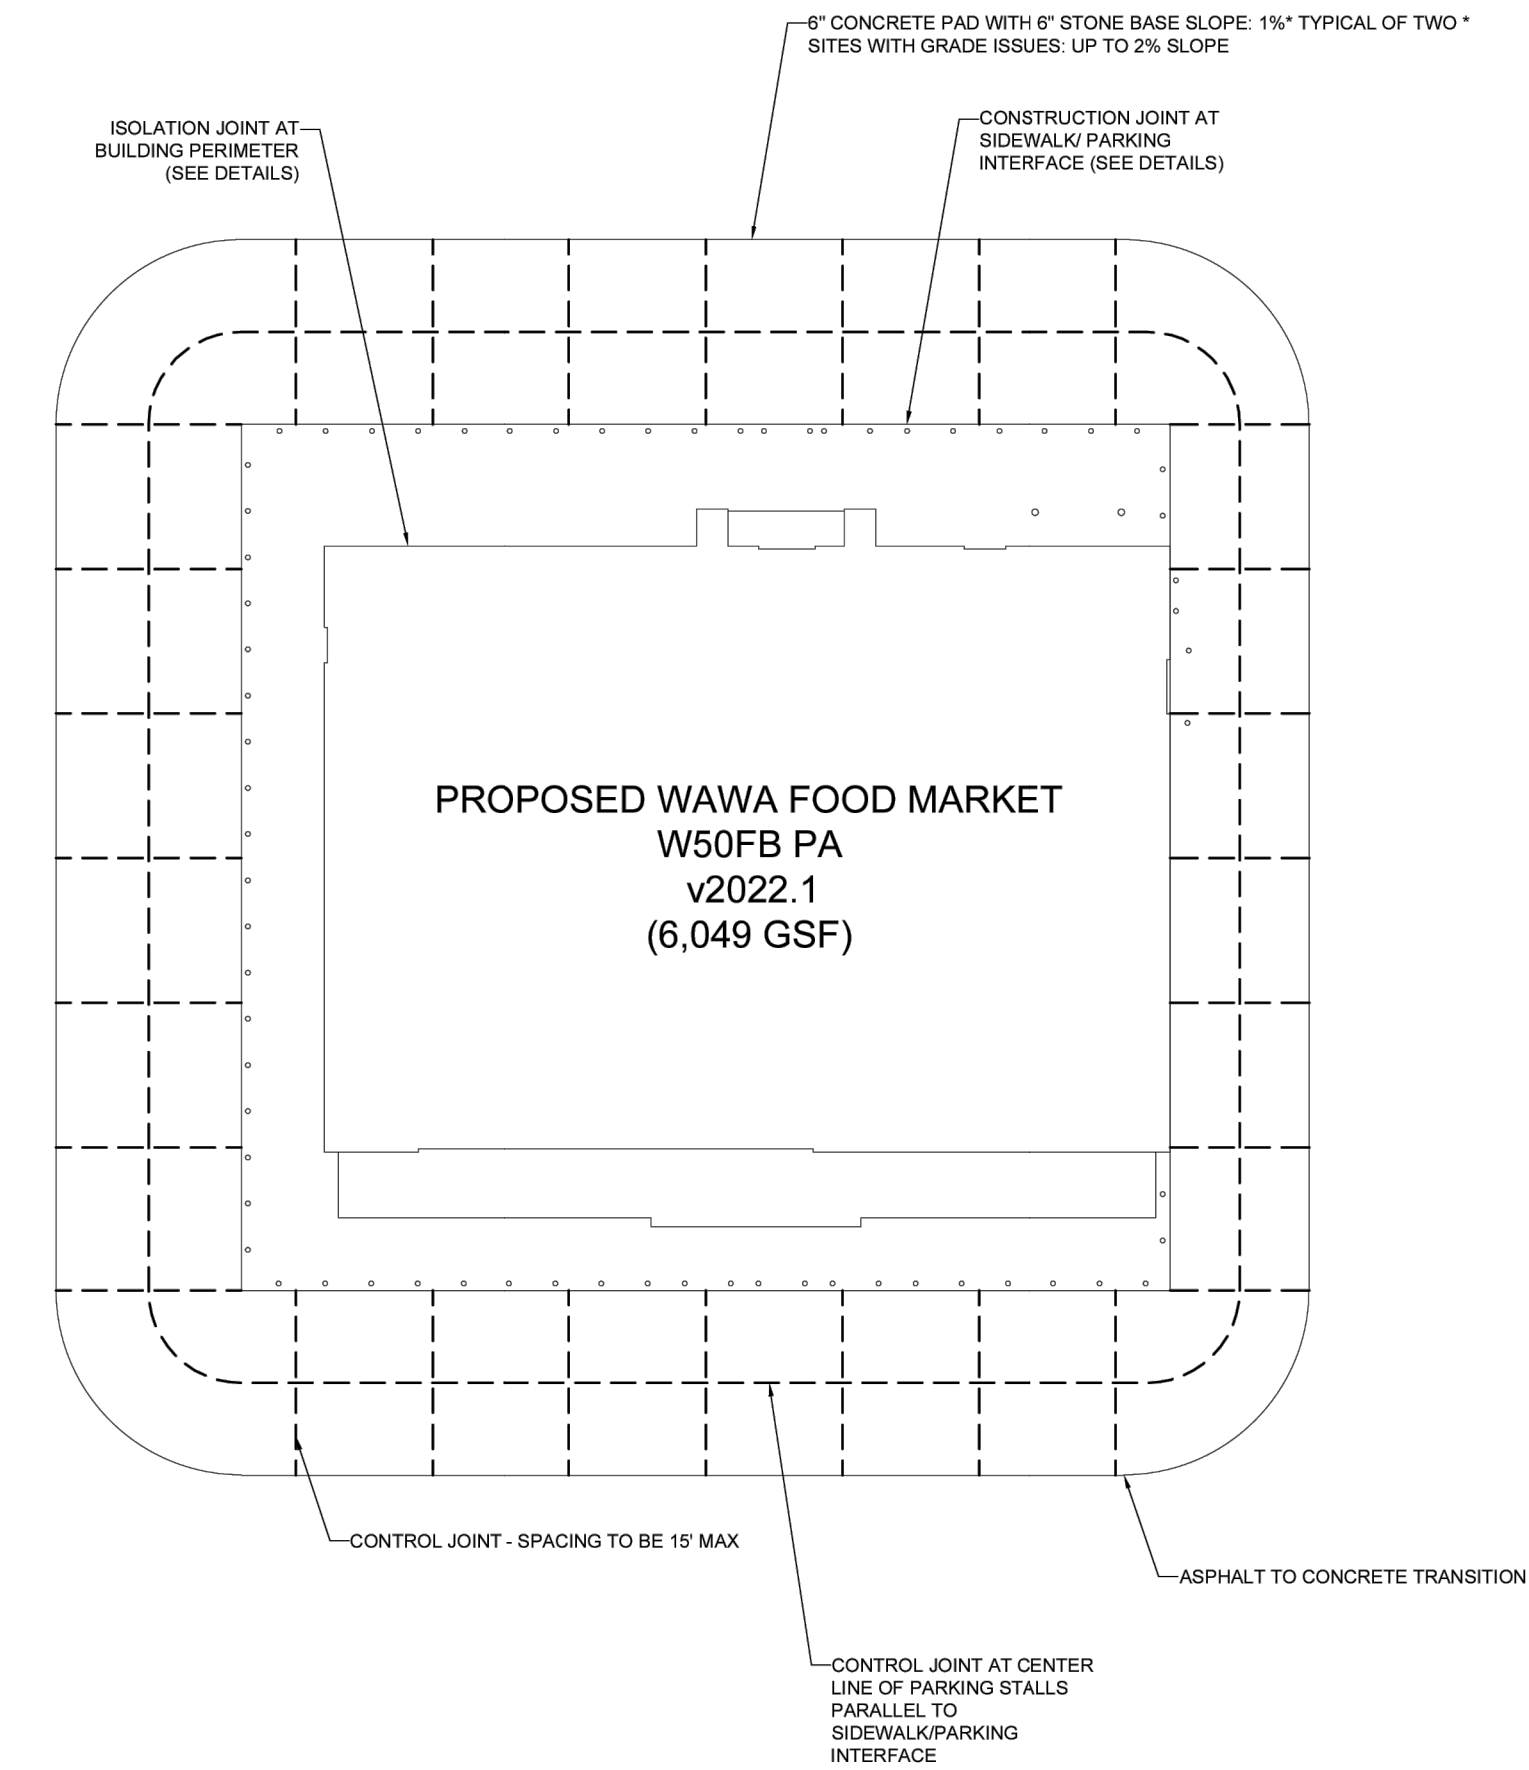 6" CONCRETE PAD WITH 6" STONE BASE SLOPE: 1%* TYPICAL OF TWO *
SITES WITH GRADE ISSUES: UP TO 2% SLOPE
ISOLATION JOINT AT
BUILDING PERIMETER
(SEE DETAILS)
CONSTRUCTION JOINT AT
SIDEWALK/ PARKING
INTERFACE (SEE DETAILS)
PROPOSED WAWA FOOD MARKET
W50FB PA
v2022.1
(6,049 GSF)
CONTROL JOINT - SPACING TO BE 15' MAX
ASPHALT TO CONCRETE TRANSITION
CONTROL JOINT AT CENTER
LINE OF PARKING STALLS
PARALLEL TO
SIDEWALK/PARKING
INTERFACE